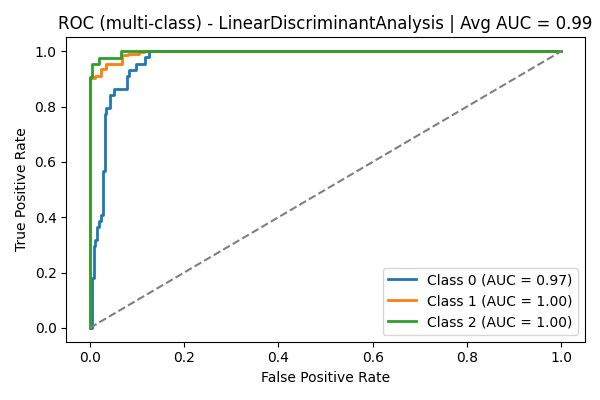 ROC (multi-class) - LinearDiscriminantAnalysis | Avg AUC = 0.99
1.0
0.8
0.6
0.4
0.2
0.0
True Positive Rate
Class 0 (AUC = 0.97)
Class 1 (AUC = 1.00)
Class 2 (AUC = 1.00)
0.0 0.2 0.4 0.6 0.8 1.0
False Positive Rate